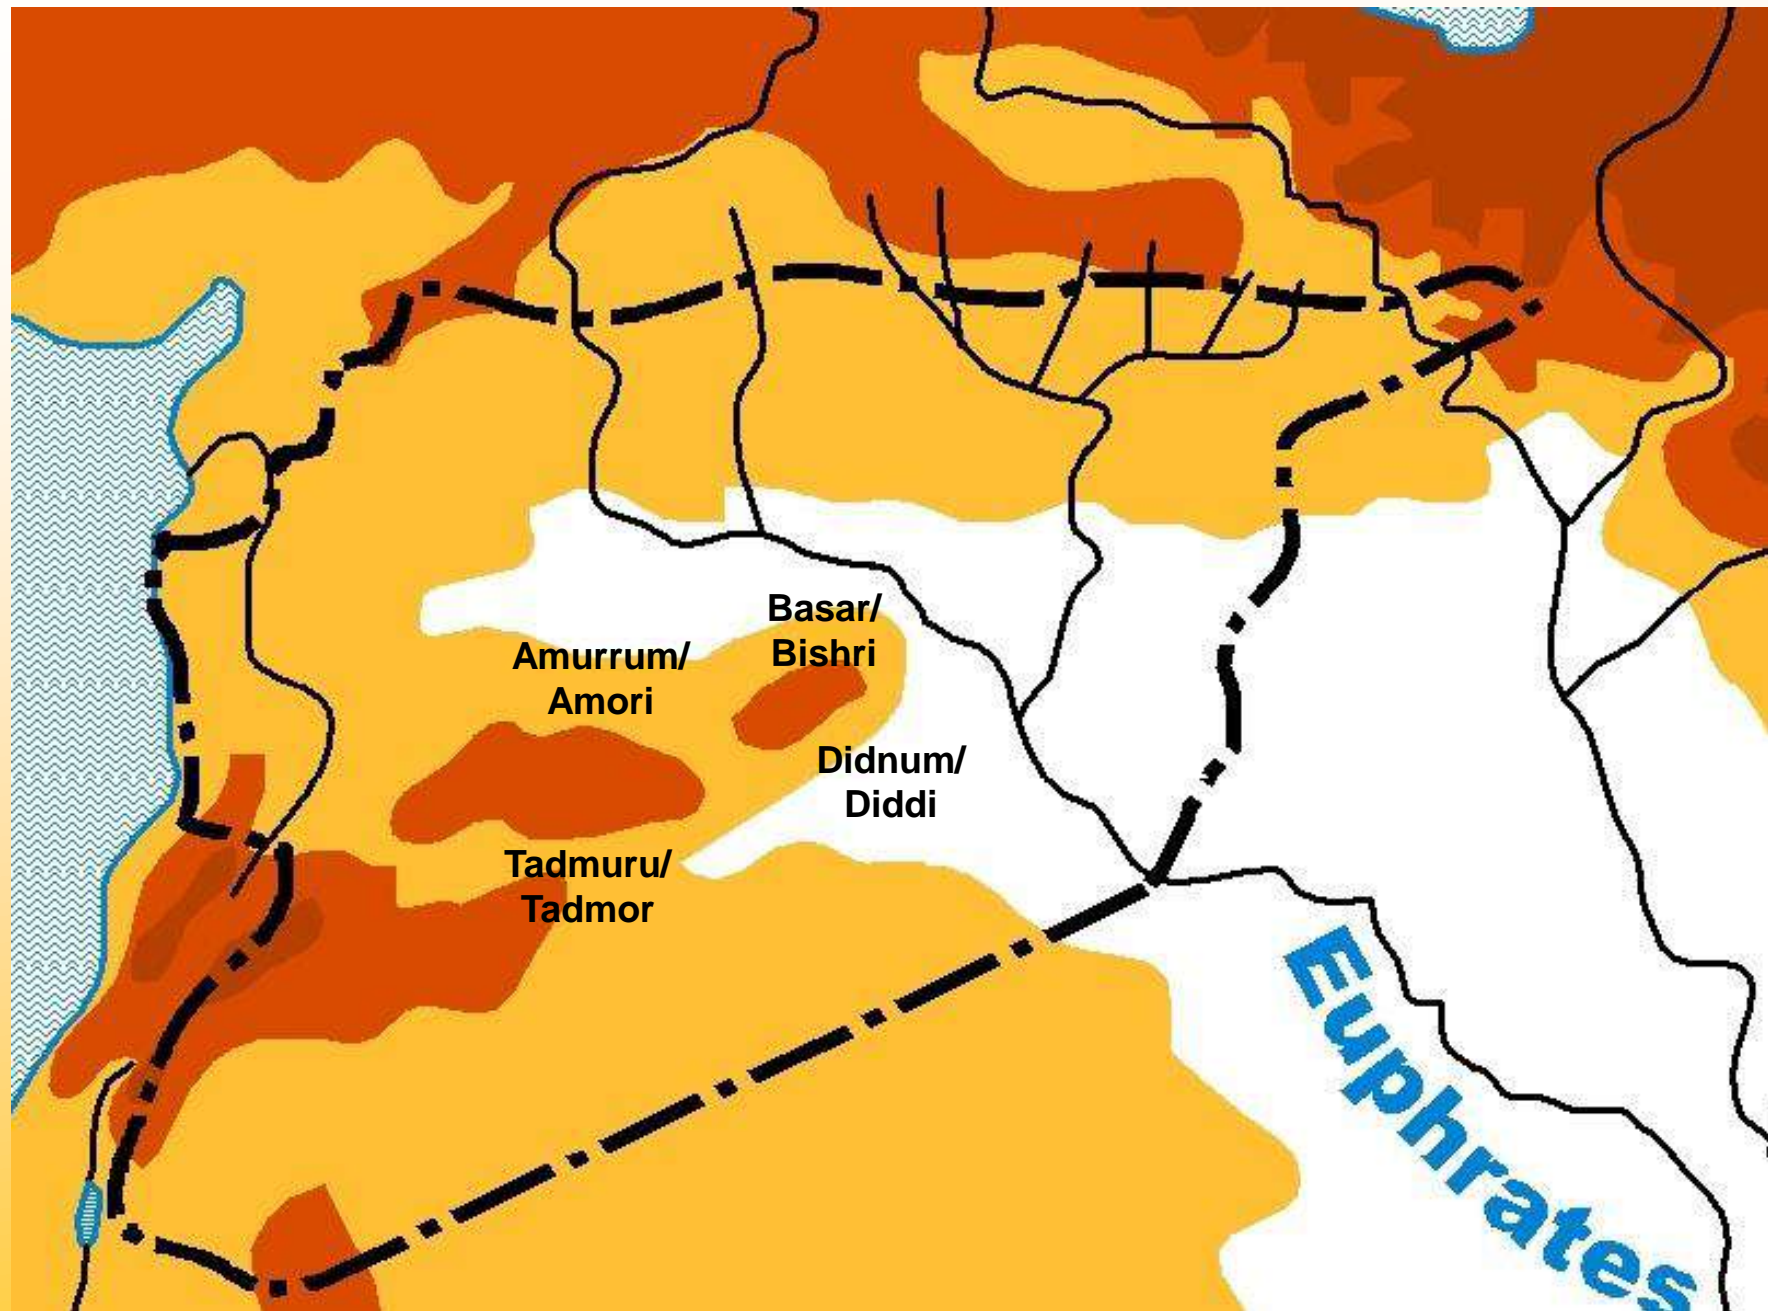 Basar/
Bishri
Amurrum/
Amori
Didnum/
Diddi
Tadmuru/
Tadmor
Euphrates